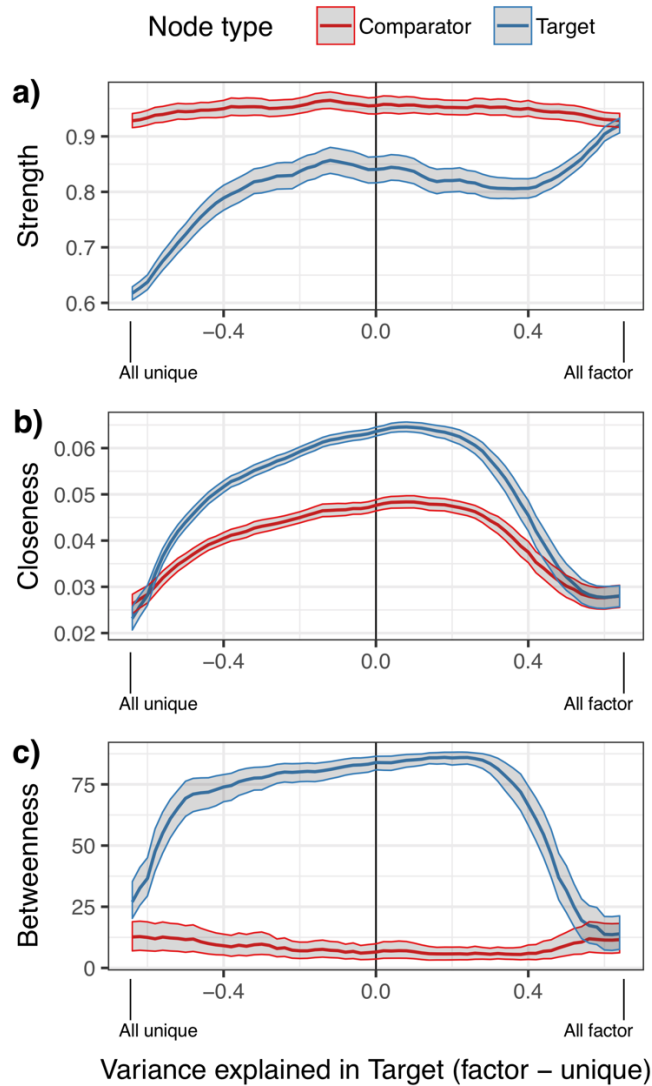 Node type Comparator Target
a)
Strength
0.9
0.8
0.7
0.6
−0.4 0.0 0.4
All unique All factor
b)
Closeness
0.06
0.05
0.04
0.03
0.02
−0.4 0.0 0.4
All unique All factor
c)
Betweenness
75
50
25
0
−0.4 0.0 0.4
All unique All factor
Variance explained in Target (factor − unique)